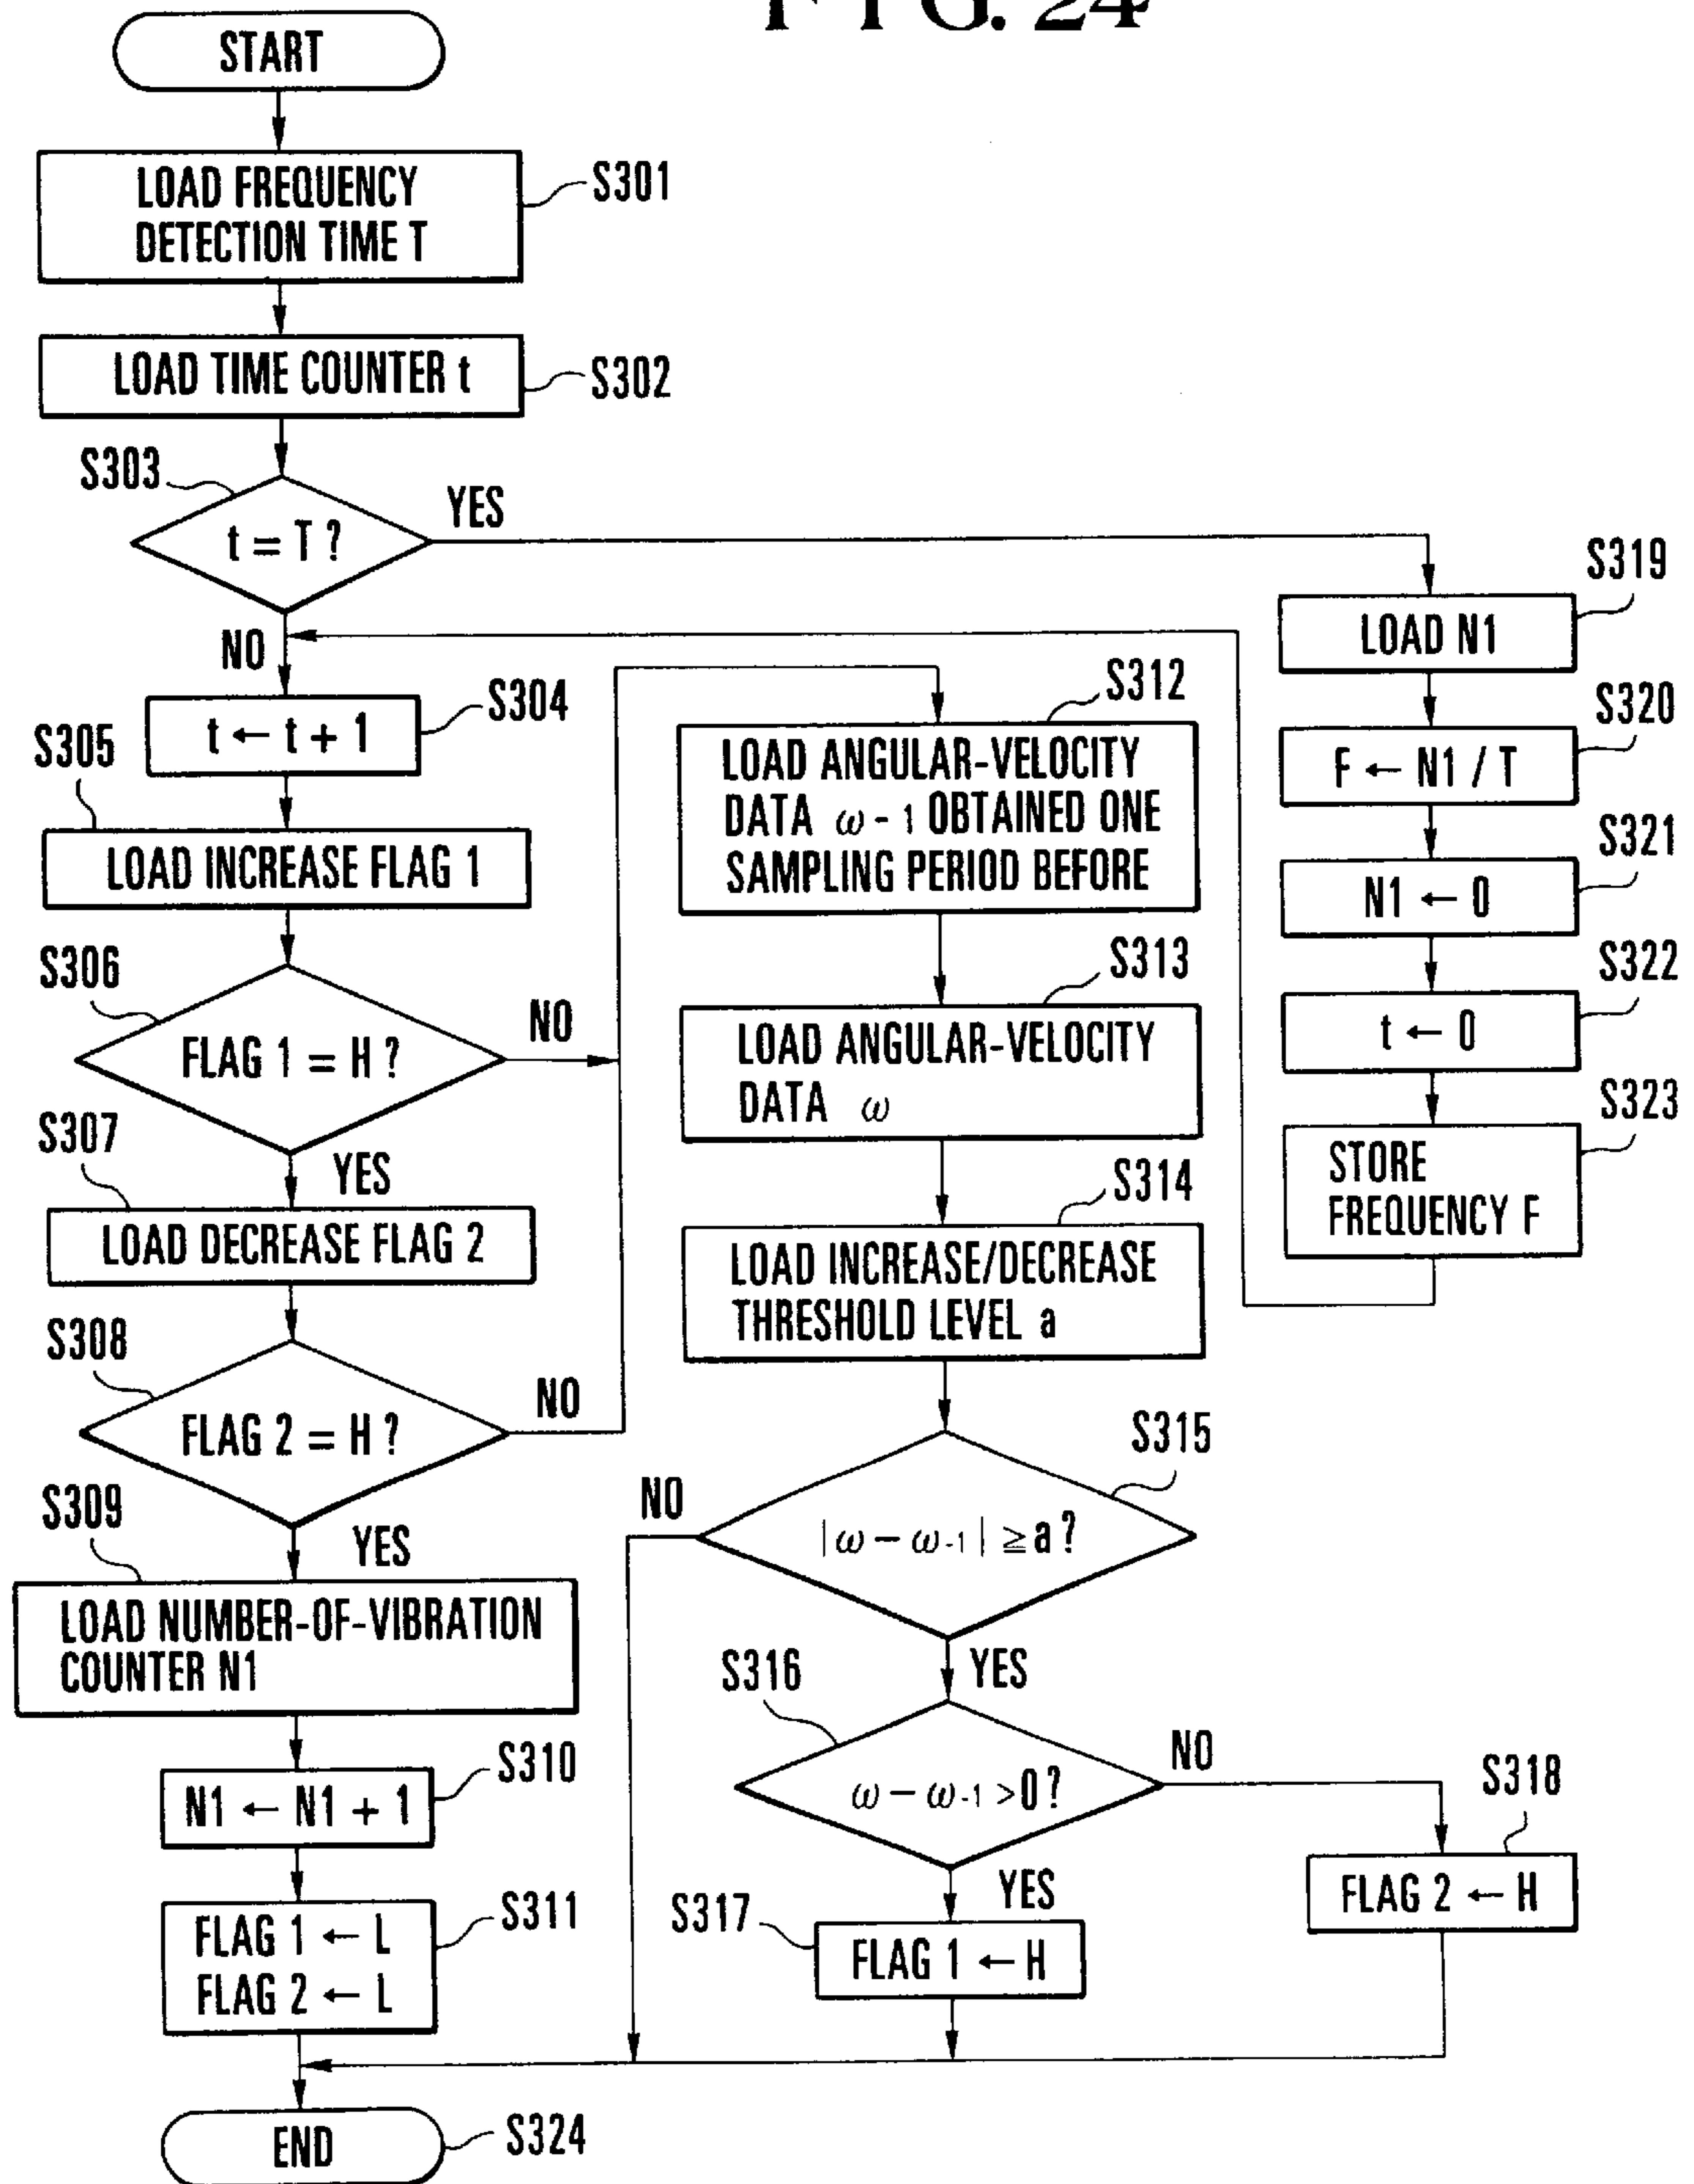 FIG. 24
START
LOAD FREQUENCY
DETECTION TIME T
S301
LOAD TIME COUNTER t
S302
S303
t = T ?
YES
NO
t ← t + 1
S304
S305
LOAD INCREASE FLAG 1
S306
FLAG 1 = H ?
NO
YES
S307
LOAD DECREASE FLAG 2
S308
FLAG 2 = H ?
NO
YES
S309
LOAD NUMBER-OF-VIBRATION
COUNTER N1
N1 ← N1 + 1
S310
FLAG 1 ← L
FLAG 2 ← L
S311
S312
LOAD ANGULAR-VELOCITY
DATA ω-1 OBTAINED ONE
SAMPLING PERIOD BEFORE
S313
LOAD ANGULAR-VELOCITY
DATA ω
S314
LOAD INCREASE/DECREASE
THRESHOLD LEVEL a
S315
|ω − ω-1| ≧ a ?
NO
YES
S316
ω − ω-1 > 0 ?
NO
YES
S317
FLAG 1 ← H
S318
FLAG 2 ← H
S319
LOAD N1
S320
F ← N1 / T
S321
N1 ← 0
S322
t ← 0
S323
STORE
FREQUENCY F
END
S324